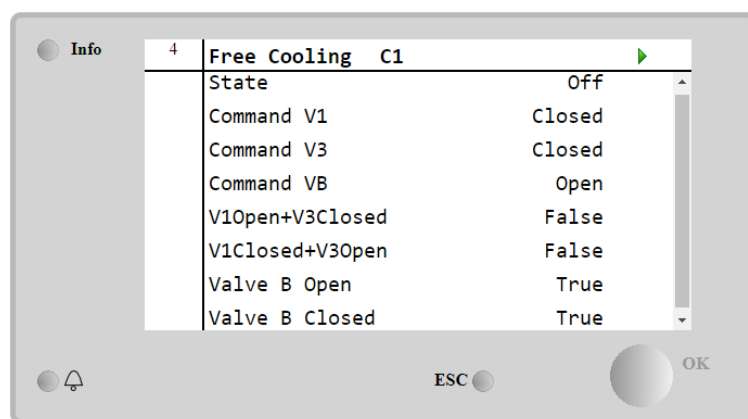 Info
4 Free Cooling C1
State Off
Command V1 Closed
Command V3 Closed
Command VB Open
V1Open+V3Closed False
V1Closed+V3Open False
Valve B Open True
Valve B Closed True
ESC OK